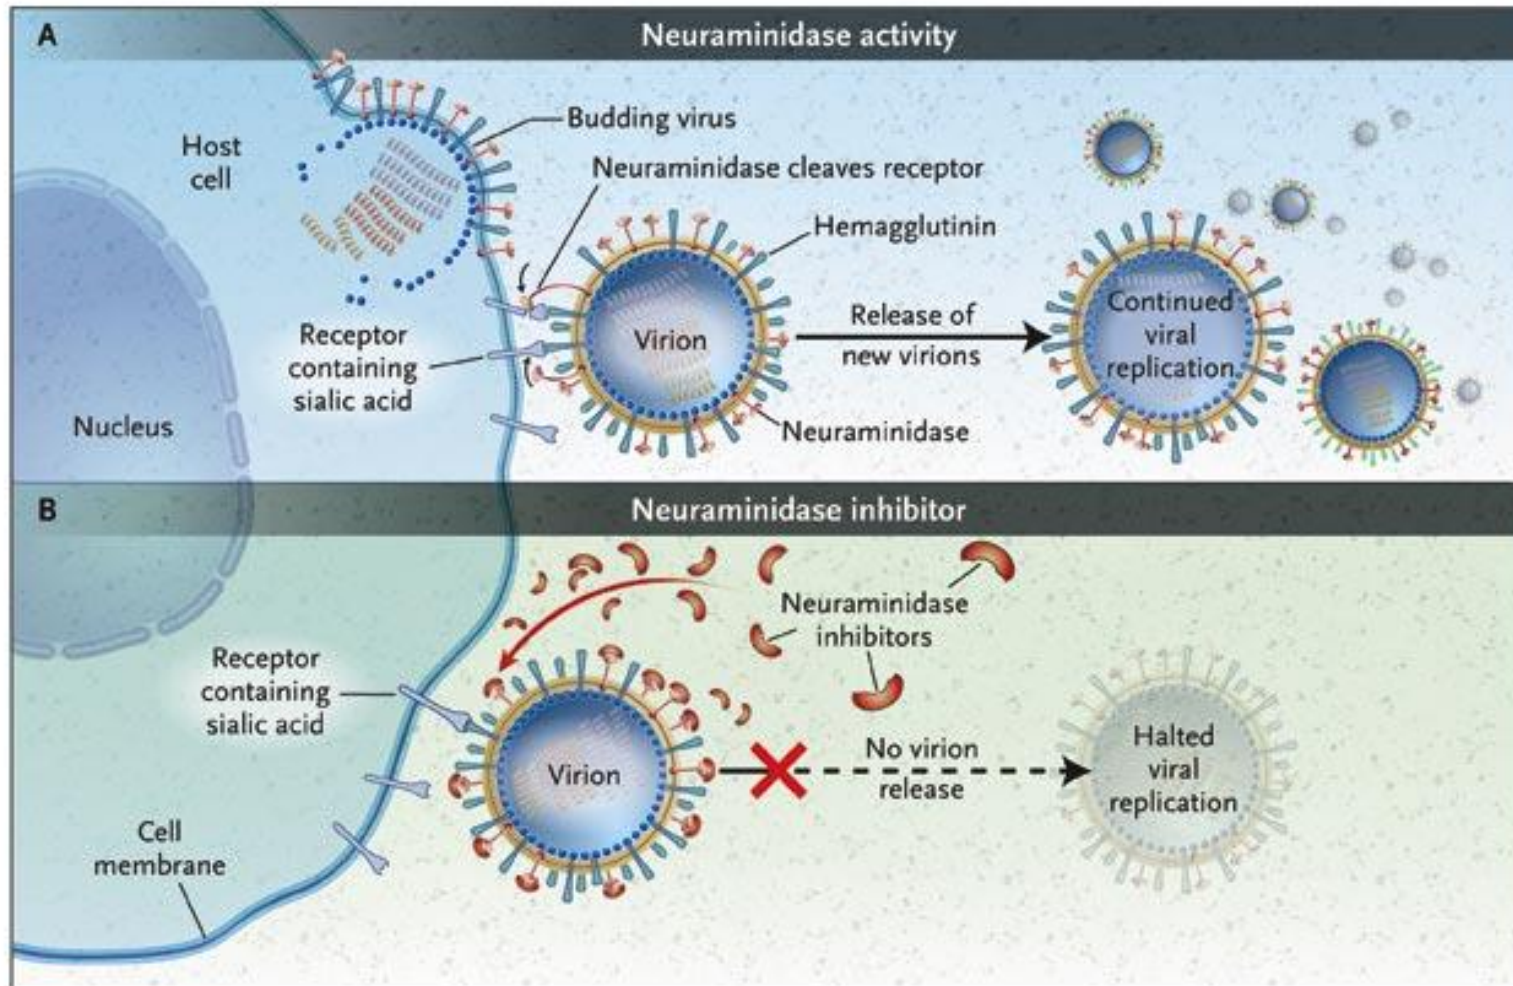 A
Neuraminidase activity
Budding virus
Host
cell
Neuraminidase cleaves receptor
Hemagglutinin
Receptor
containing
sialic acid
Virion
Release of
new virions
Continued
viral
replication
Nucleus
Neuraminidase
B
Neuraminidase inhibitor
Neuraminidase
inhibitors
Receptor
containing
sialic acid
Virion
No virion
release
Halted
viral
replication
Cell
membrane